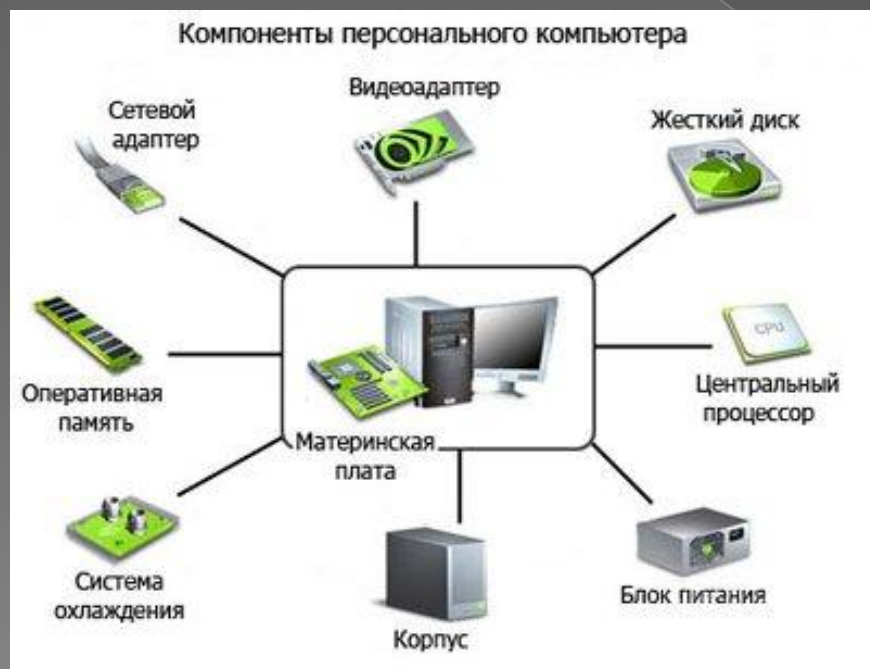 Компоненты персонального компьютера
Сетевой
адаптер
Видеоадаптер
Жесткий диск
Оперативная
память
CPU
Центральный
процессор
Материнская
плата
Система
охлаждения
Корпус
Блок питания